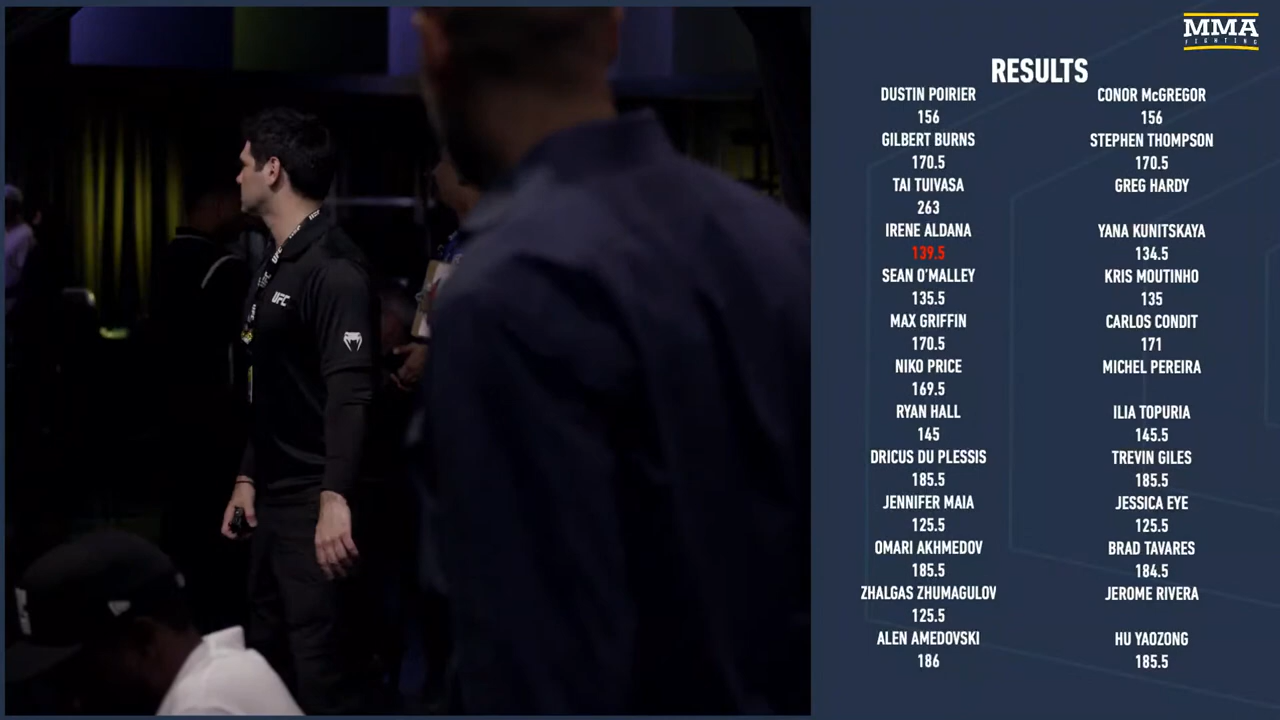 MMA
FIGHTING
RESULTS
DUSTIN POIRIER CONOR McGREGOR
156 156
GILBERT BURNS STEPHEN THOMPSON
170.5 170.5
TAI TUIVASA GREG HARDY
263
IRENE ALDANA YANA KUNITSKAYA
139.5 134.5
SEAN O'MALLEY KRIS MOUTINHO
135.5 135
MAX GRIFFIN CARLOS CONDIT
170.5 171
NIKO PRICE MICHEL PEREIRA
169.5
RYAN HALL ILIA TOPURIA
145 145.5
DRICUS DU PLESSIS TREVIN GILES
185.5 185.5
JENNIFER MAIA JESSICA EYE
125.5 125.5
OMARI AKHMEDOV BRAD TAVARES
185.5 184.5
ZHALGAS ZHUMAGULOV JEROME RIVERA
125.5
ALEN AMEDOVSKI HU YAOZONG
186 185.5
UFC